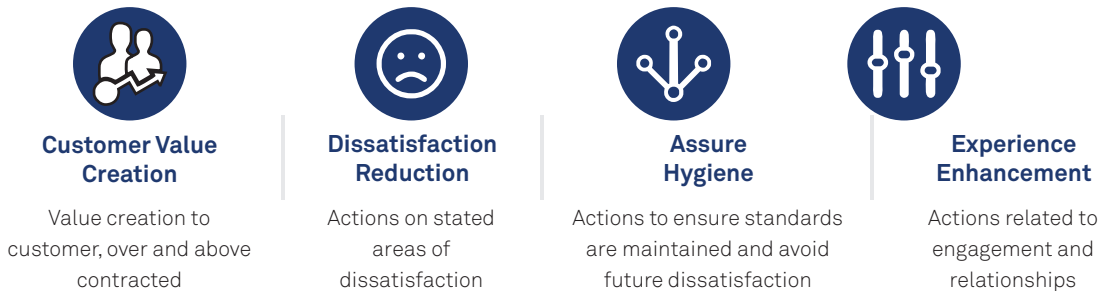 Customer Value
Creation
Value creation to
customer, over and above
contracted
Dissatisfaction
Reduction
Actions on stated
areas of
dissatisfaction
Assure
Hygiene
Actions to ensure standards
are maintained and avoid
future dissatisfaction
Experience
Enhancement
Actions related to
engagement and
relationships